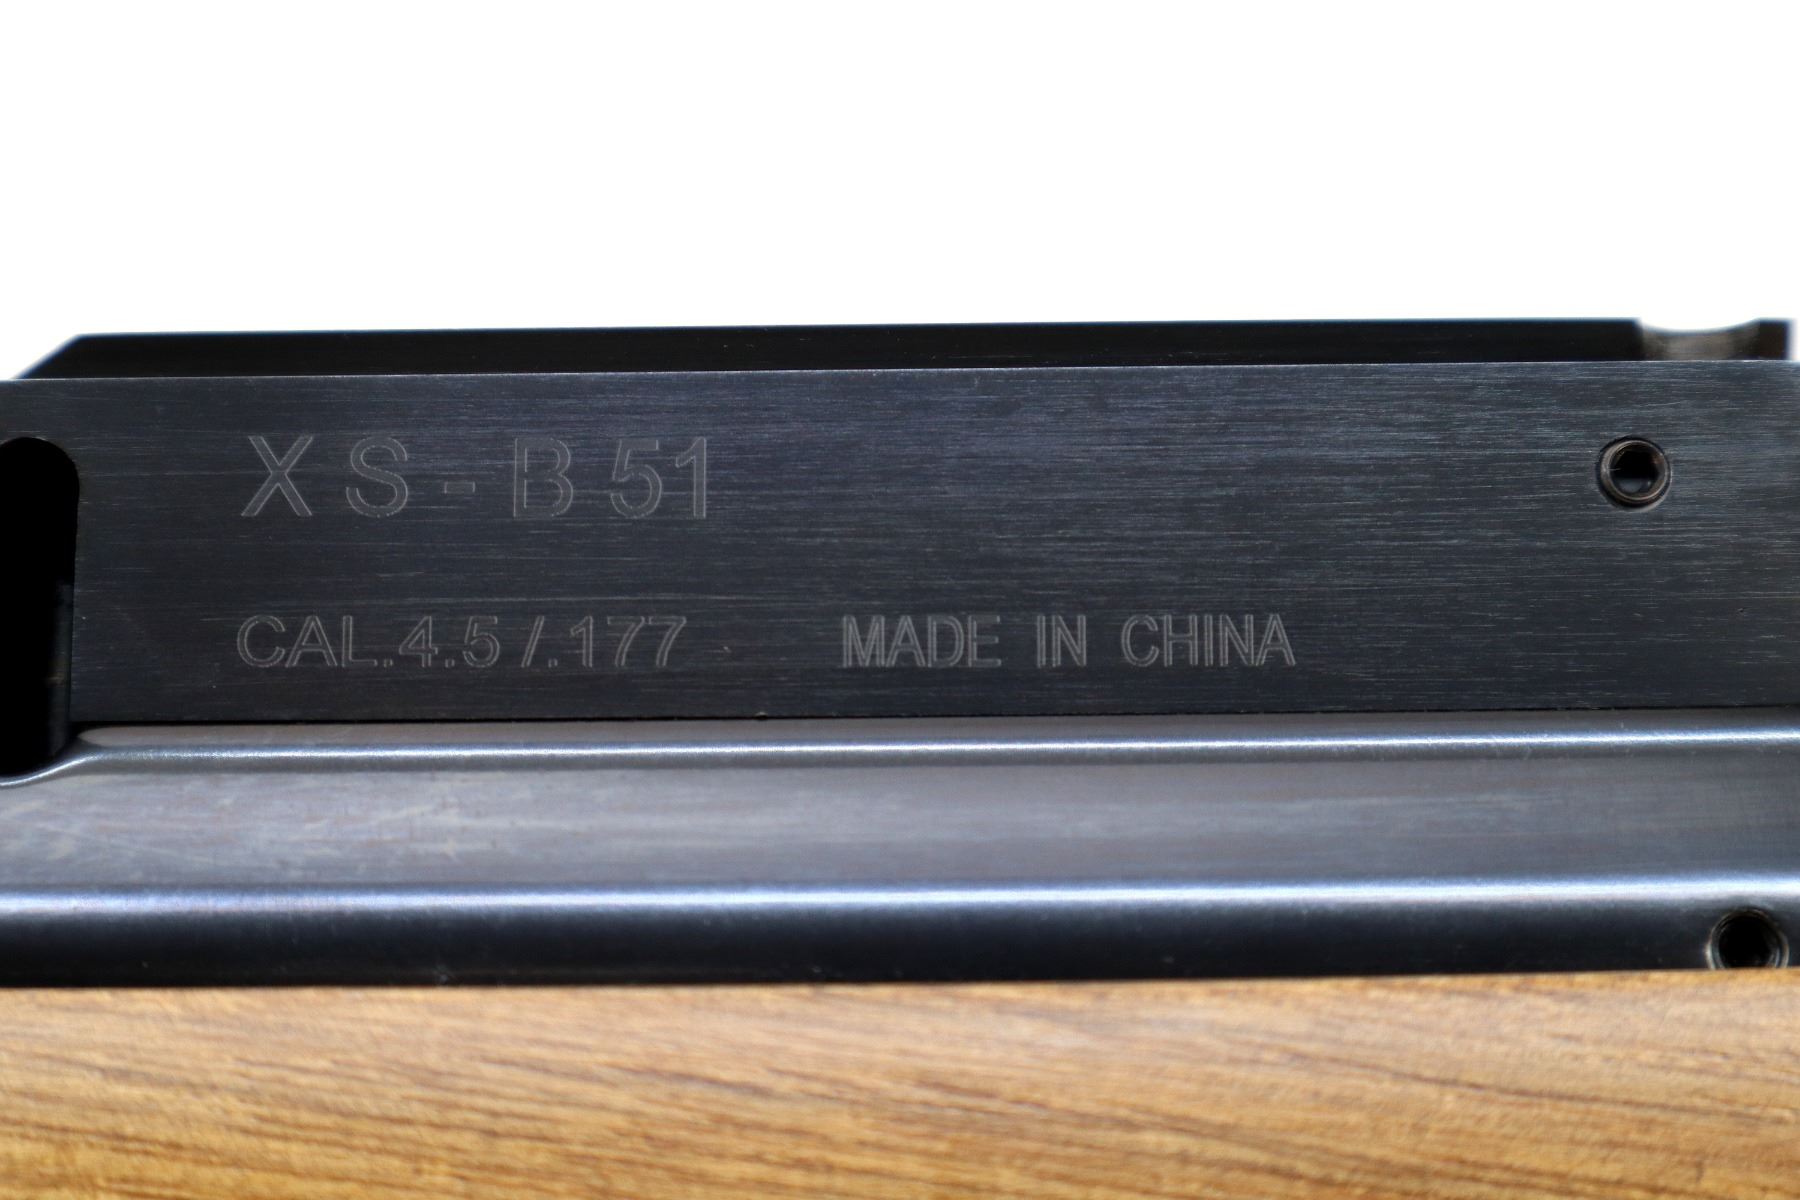 XS-B51
CAL.4.5/.177 MADE IN CHINA